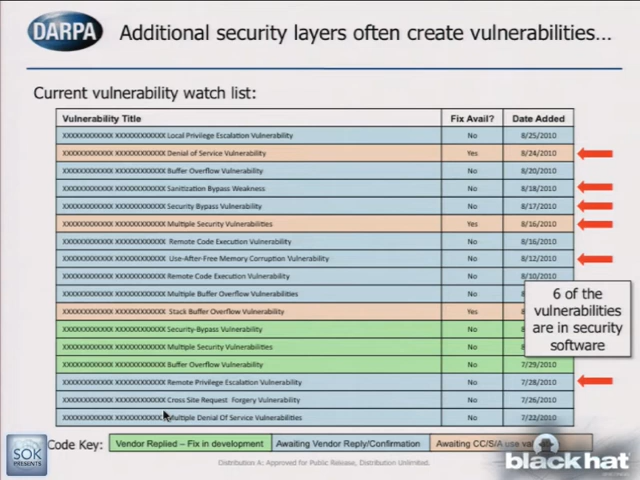 DARPA
Additional security layers often create vulnerabilities...
Current vulnerability watch list:
Vulnerability Title Fix Avail? Date Added
XXXXXXXXXXXX XXXXXXXXXXXX Local Privilege Escalation Vulnerability No 8/25/2010
XXXXXXXXXXXX XXXXXXXXXXXX Denial of Service Vulnerability Yes 8/24/2010
XXXXXXXXXXXX XXXXXXXXXXXX Buffer Overflow Vulnerability No 8/20/2010
XXXXXXXXXXXX XXXXXXXXXXXX Sanitization Bypass Weakness No 8/18/2010
XXXXXXXXXXXX XXXXXXXXXXXX Security Bypass Vulnerability No 8/17/2010
XXXXXXXXXXXX XXXXXXXXXXXX Multiple Security Vulnerabilities Yes 8/16/2010
XXXXXXXXXXXX XXXXXXXXXXXX Remote Code Execution Vulnerability No 8/16/2010
XXXXXXXXXXXX XXXXXXXXXXXX Use-After-Free Memory Corruption Vulnerability No 8/12/2010
XXXXXXXXXXXX XXXXXXXXXXXX Remote Code Execution Vulnerability No 8/10/2010
XXXXXXXXXXXX XXXXXXXXXXXX Multiple Buffer Overflow Vulnerabilities No
XXXXXXXXXXXX XXXXXXXXXXXX Stack Buffer Overflow Vulnerability Yes
XXXXXXXXXXXX XXXXXXXXXXXX Security-Bypass Vulnerability No
XXXXXXXXXXXX XXXXXXXXXXXX Multiple Security Vulnerabilities No
XXXXXXXXXXXX XXXXXXXXXXXX Buffer Overflow Vulnerability No 7/29/2010
XXXXXXXXXXXX XXXXXXXXXXXX Remote Privilege Escalation Vulnerability No 7/28/2010
XXXXXXXXXXXX XXXXXXXXXXXX Cross Site Request Forgery Vulnerability No 7/26/2010
XXXXXXXXXXXX XXXXXXXXXXXX Multiple Denial Of Service Vulnerabilities No 7/22/2010
6 of the
vulnerabilities
are in security
software
Code Key: Vendor Replied – Fix in development Awaiting Vendor Reply/Confirmation Awaiting CC/S/A use
Distribution A: Approved for Public Release, Distribution Unlimited.
SOK
PRESENTS
black hat